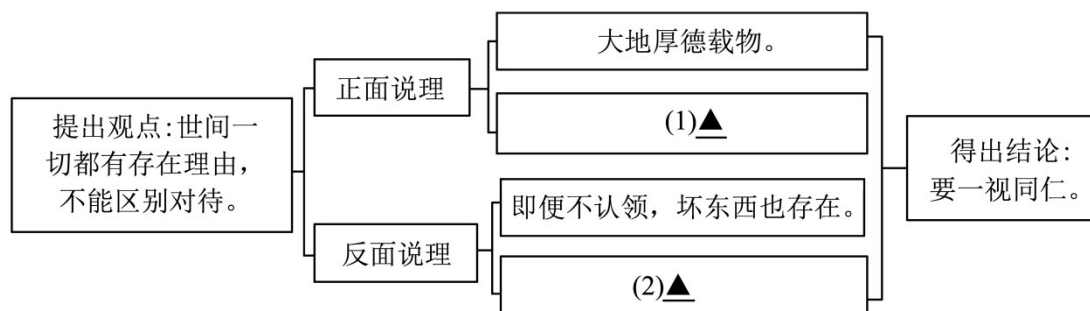 提出观点:世间一
切都有存在理由，
不能区别对待。
正面说理
大地厚德载物。
(1)▲
反面说理
即便不认领，坏东西也存在。
(2)▲
得出结论:
要一视同仁。